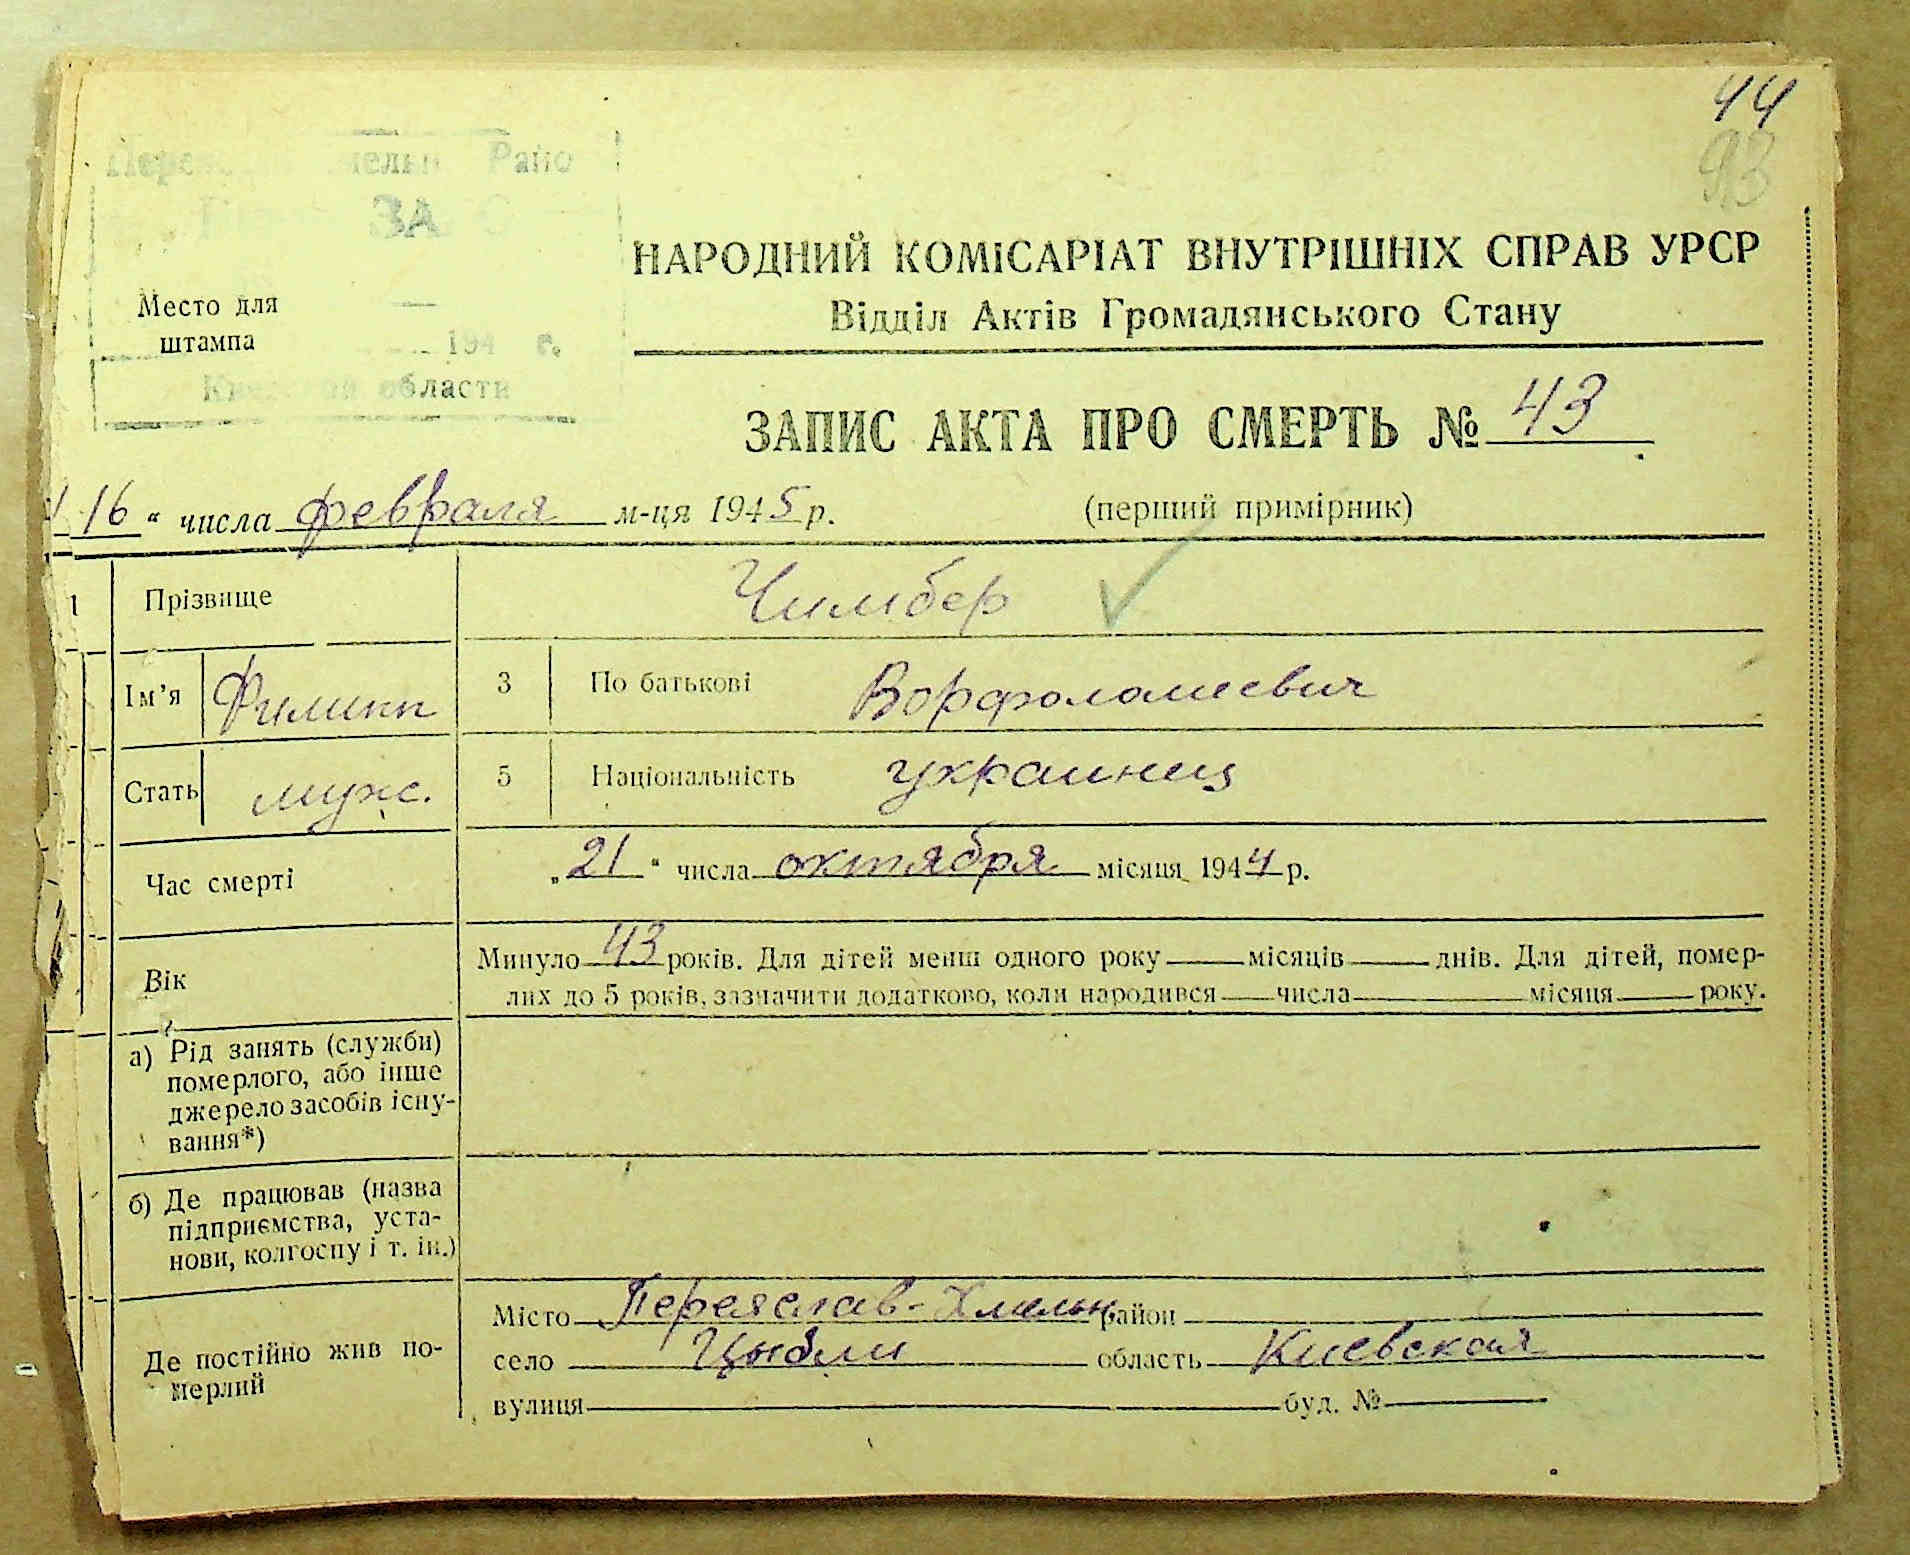 44
93
Рано
ЗА
НАРОДНИЙ КОМІСАРІАТ ВНУТРІШНІХ СПРАВ УРСР
Відділ Актів Громадянського Стану
Место для
штампа
194 г.
области
ЗАПИС АКТА ПРО СМЕРТЬ № 43
16 “ числа февраля м-ця 1945 р.
(перший примірник)
1 Прізвище Чимбер
Ім’я Филипп 3 По батькові Ворфоломеевич
Стать муж. 5 Національність украинец
Час смерті „21“ числа октября місяця 1944 р.
Вік
Минуло 43 років. Для дітей менш одного року місяців днів. Для дітей, помер-
лих до 5 років, зазначити додатково, коли народився числа місяця року.
а) Рід занять (служби)
померлого, або інше
джерело засобів існу-
вання*)
б) Де працював (назва
підприємства, уста-
нови, колгоспу і т. ін.)
Де постійно жив по-
мерлий
Місто Переяслав-Хмельн. район
село Цыбли область Киевская
вулиця буд. №